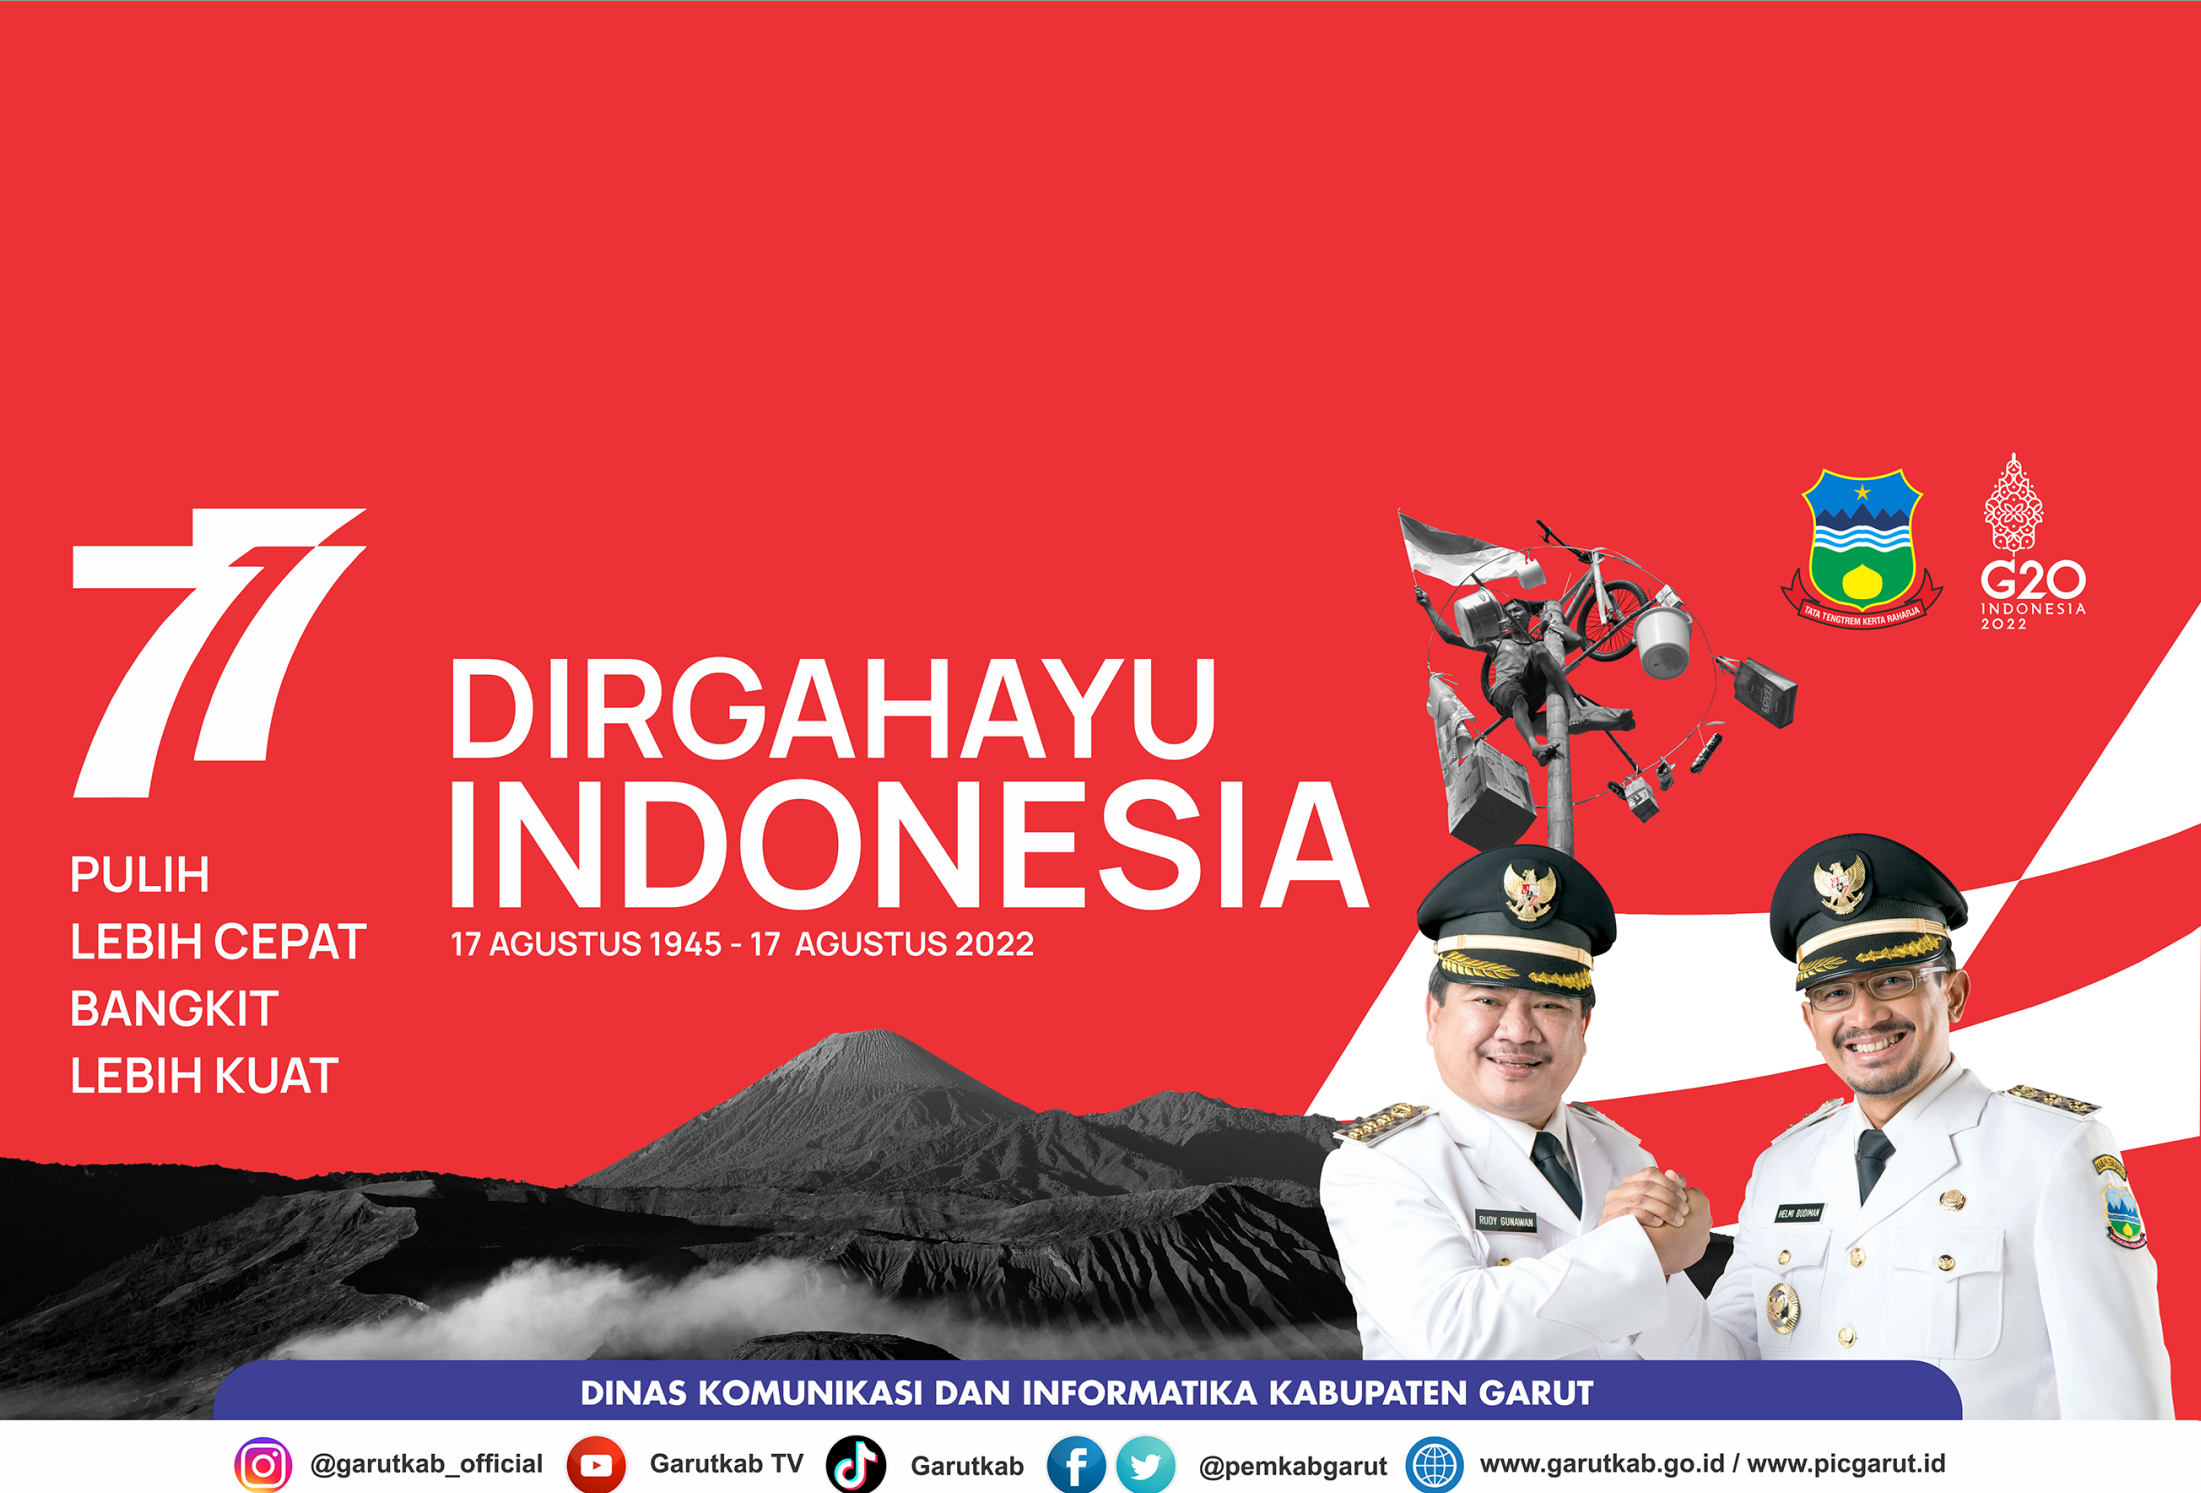 TATA TENGTREM KERTA RAHARJA
G20
INDONESIA
2022
77
DIRGAHAYU
INDONESIA
17 AGUSTUS 1945 - 17 AGUSTUS 2022
PULIH
LEBIH CEPAT
BANGKIT
LEBIH KUAT
RUDY GUNAWAN
HELMI BUDIMAN
DINAS KOMUNIKASI DAN INFORMATIKA KABUPATEN GARUT
@garutkab_official
Garutkab TV
Garutkab
@pemkabgarut
www.garutkab.go.id / www.picgarut.id